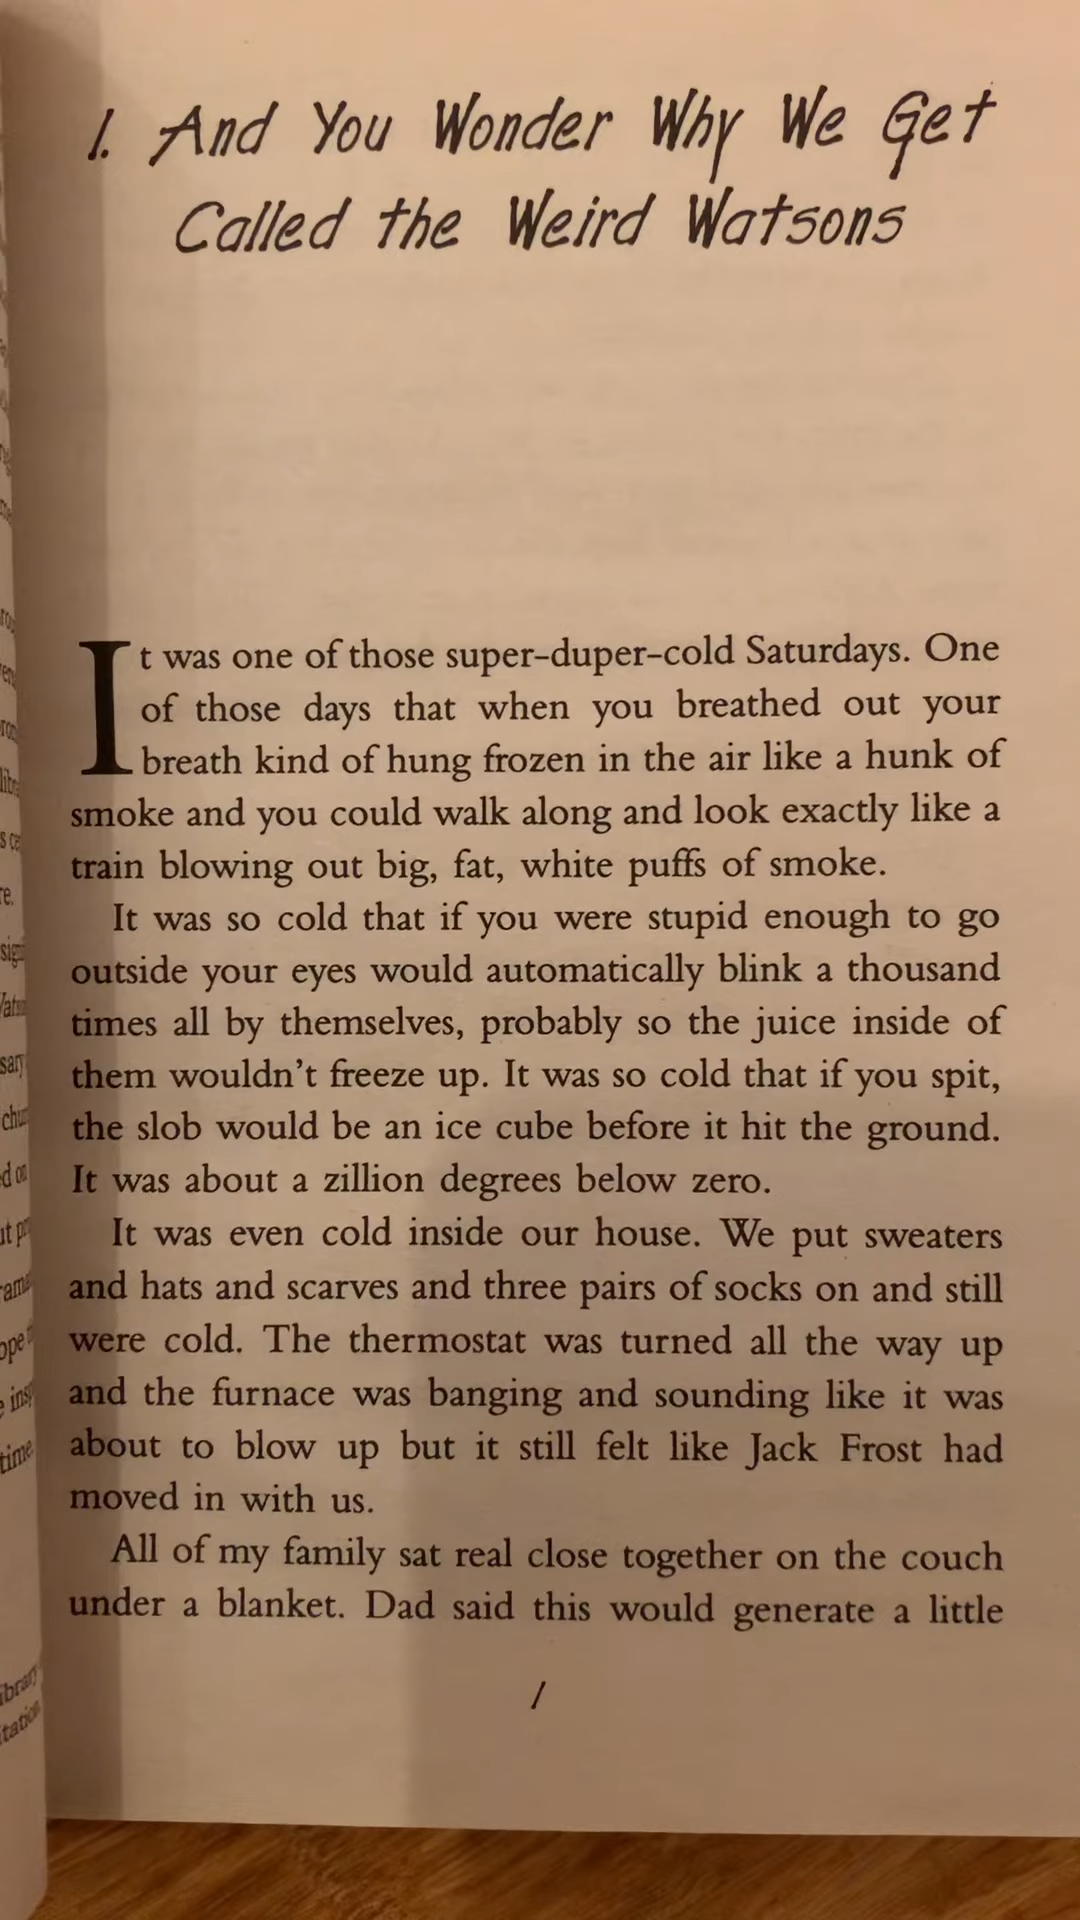 1. And You Wonder Why We Get
Called the Weird Watsons
It was one of those super-duper-cold Saturdays. One
of those days that when you breathed out your
breath kind of hung frozen in the air like a hunk of
smoke and you could walk along and look exactly like a
train blowing out big, fat, white puffs of smoke.
It was so cold that if you were stupid enough to go
outside your eyes would automatically blink a thousand
times all by themselves, probably so the juice inside of
them wouldn't freeze up. It was so cold that if you spit,
the slob would be an ice cube before it hit the ground.
It was about a zillion degrees below zero.
It was even cold inside our house. We put sweaters
and hats and scarves and three pairs of socks on and still
were cold. The thermostat was turned all the way up
and the furnace was banging and sounding like it was
about to blow up but it still felt like Jack Frost had
moved in with us.
All of my family sat real close together on the couch
under a blanket. Dad said this would generate a little
1